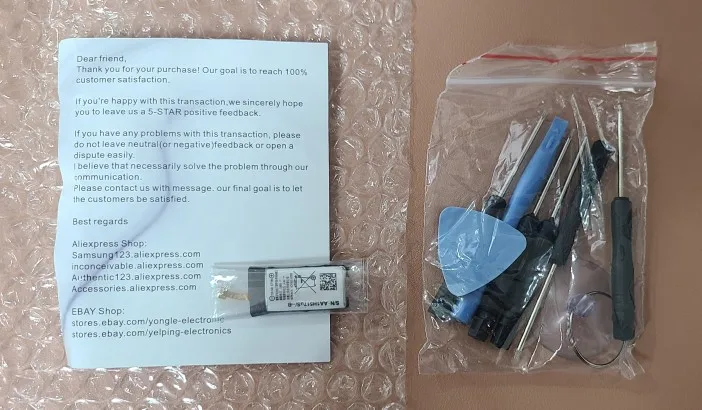 Dear friend,
Thank you for your purchase! Our goal is to reach 100%
customer satisfaction.
If you're happy with this transaction,we sincerely hope
you to leave us a 5-STAR positive feedback.
If you have any problems with this transaction, please
do not leave neutral(or negative)feedback or open a
dispute easily.
I believe that necessarily solve the problem through our
communication.
Please contact us with message. our final goal is to let
the customers be satisfied.
Best regards
Aliexpress Shop:
Samsung123.aliexpress.com
inconceivable.aliexpress.com
Authentic123.aliexpress.com
Accessories.aliexpress.com
EBAY Shop:
stores.ebay.com/yongle-electronic
stores.ebay.com/yelping-electronics
S/N: